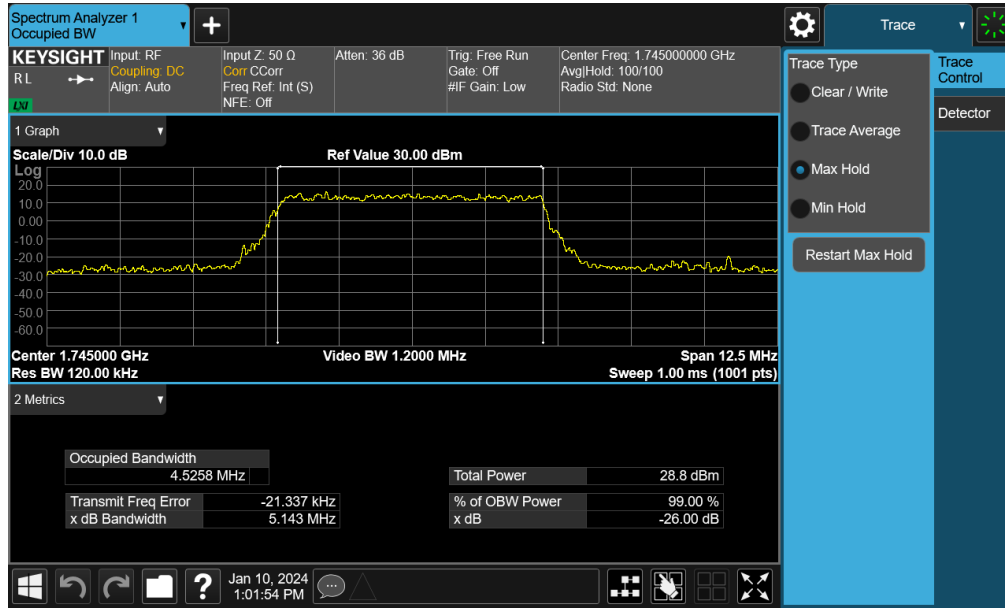 Spectrum Analyzer 1
Occupied BW
Trace
KEYSIGHT
R L
LXI
Input: RF
Coupling: DC
Align: Auto
Input Z: 50 Ω
Corr CCorr
Freq Ref: Int (S)
NFE: Off
Atten: 36 dB
Trig: Free Run
Gate: Off
#IF Gain: Low
Center Freq: 1.745000000 GHz
Avg|Hold: 100/100
Radio Std: None
Trace Type
Clear / Write
Trace Average
Max Hold
Min Hold
Restart Max Hold
Trace
Control
Detector
1 Graph
Scale/Div 10.0 dB
Ref Value 30.00 dBm
Log
20.0
10.0
0.00
-10.0
-20.0
-30.0
-40.0
-50.0
-60.0
Center 1.745000 GHz
Video BW 1.2000 MHz
Span 12.5 MHz
Res BW 120.00 kHz
Sweep 1.00 ms (1001 pts)
2 Metrics
Occupied Bandwidth
4.5258 MHz
Total Power 28.8 dBm
Transmit Freq Error -21.337 kHz
% of OBW Power 99.00 %
x dB Bandwidth 5.143 MHz
x dB -26.00 dB
?
Jan 10, 2024
1:01:54 PM